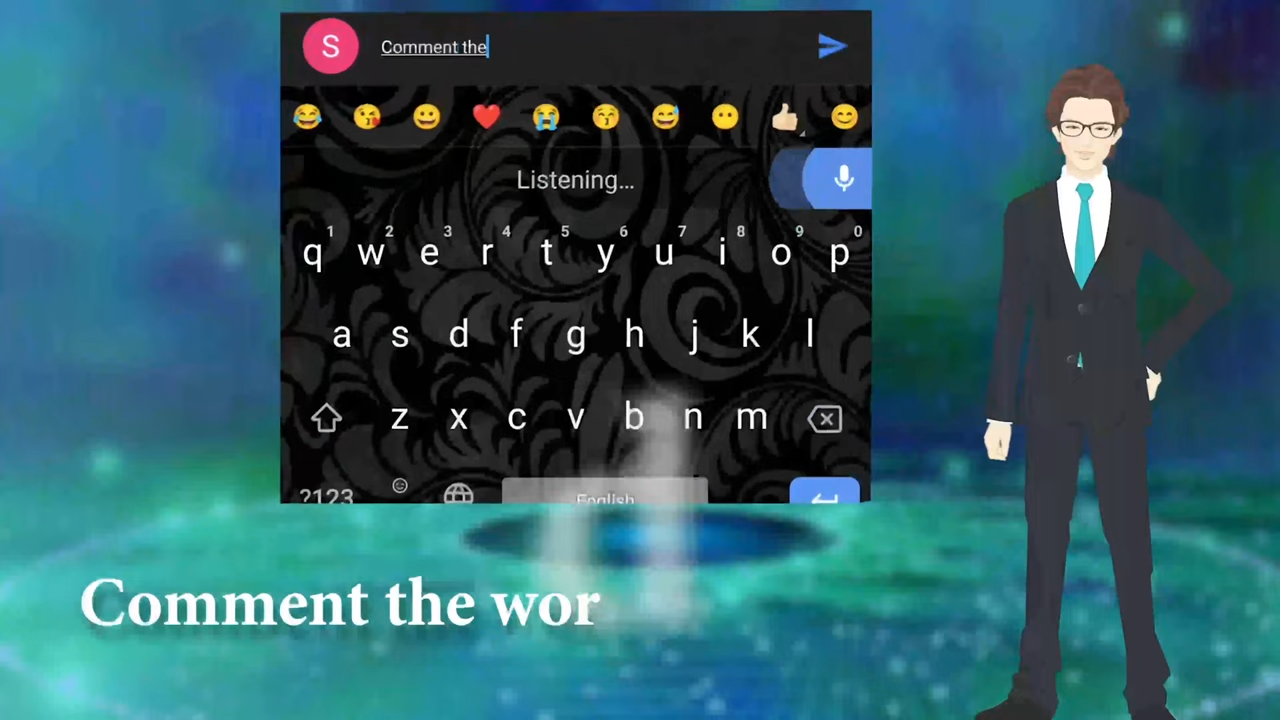 S
Comment the
Listening...
1 2 3 4 5 6 7 8 9 0
q w e r t y u i o p
a s d f g h j k l
z x c v b n m
?123 English
Comment the wor